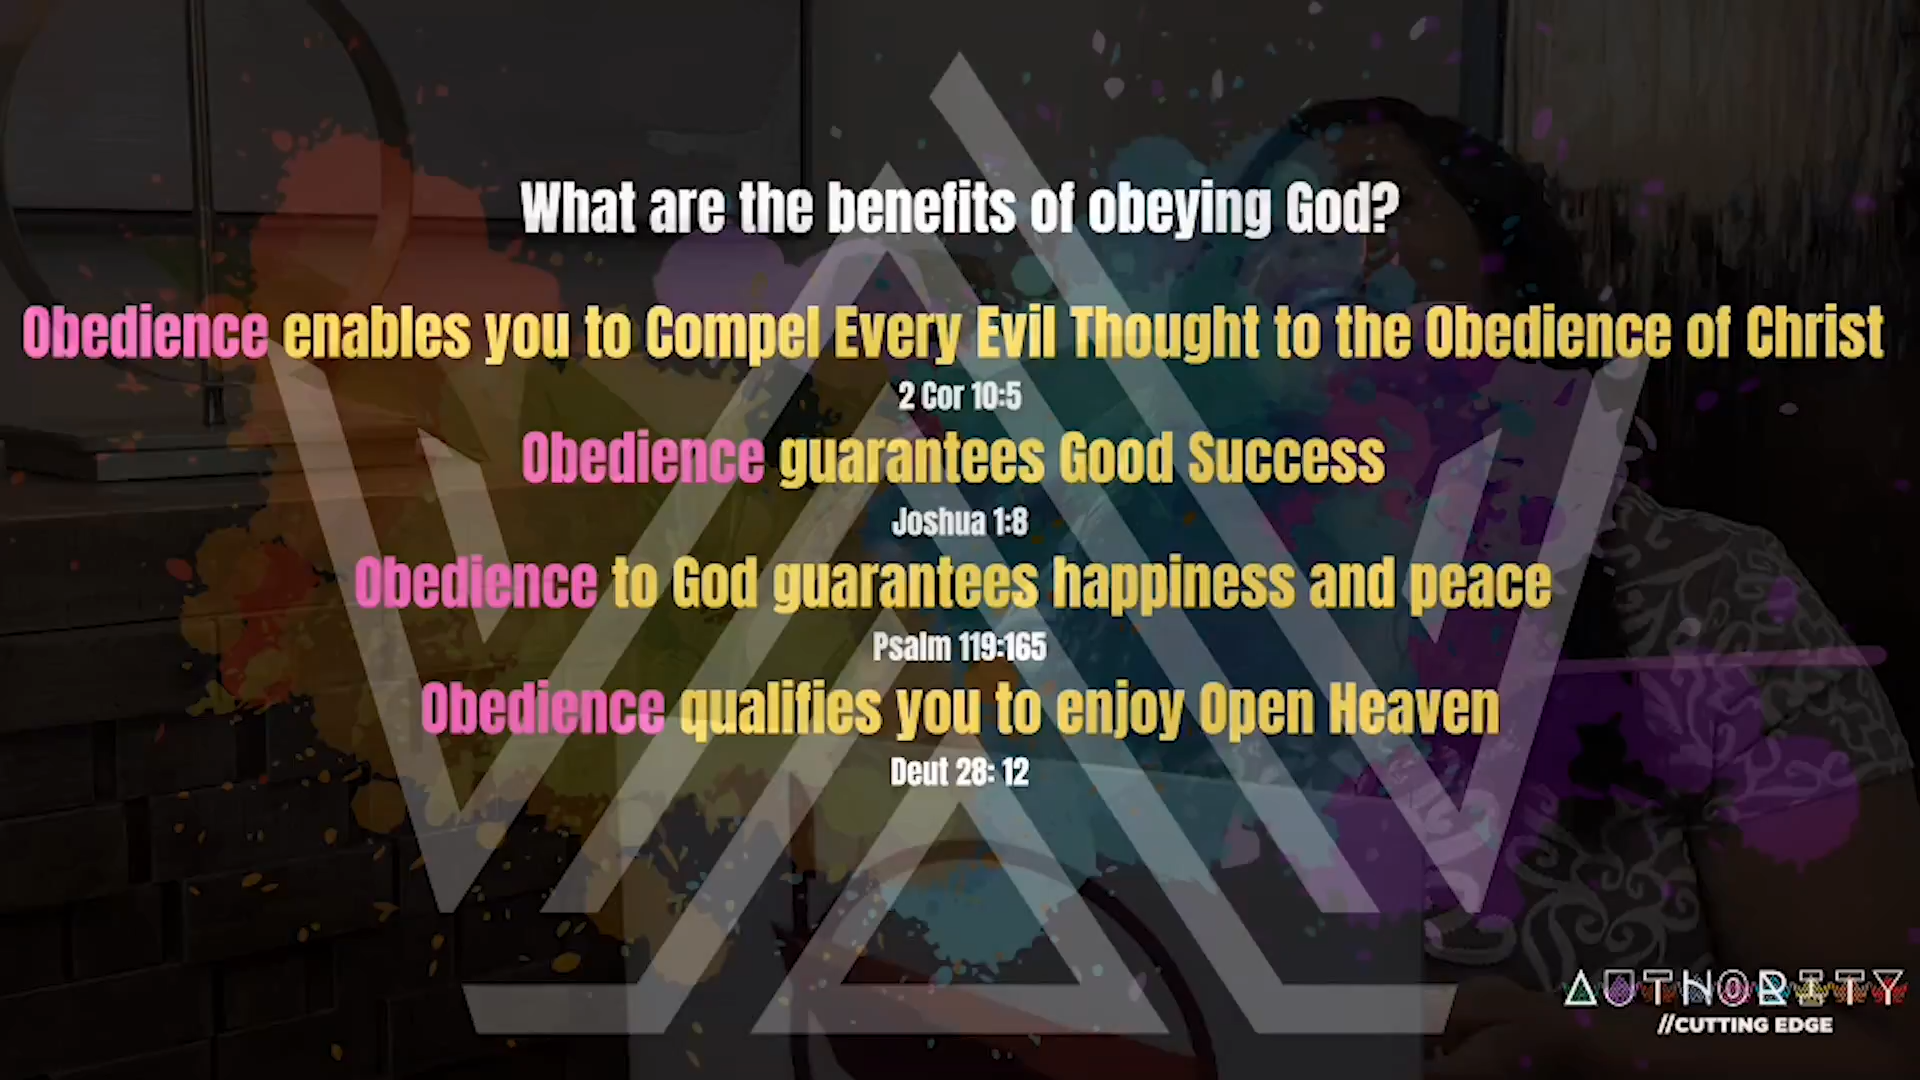 What are the benefits of obeying God?
Obedience enables you to Compel Every Evil Thought to the Obedience of Christ
2 Cor 10:5
Obedience guarantees Good Success
Joshua 1:8
Obedience to God guarantees happiness and peace
Psalm 119:165
Obedience qualifies you to enjoy Open Heaven
Deut 28: 12
AUTHORITY
//CUTTING EDGE